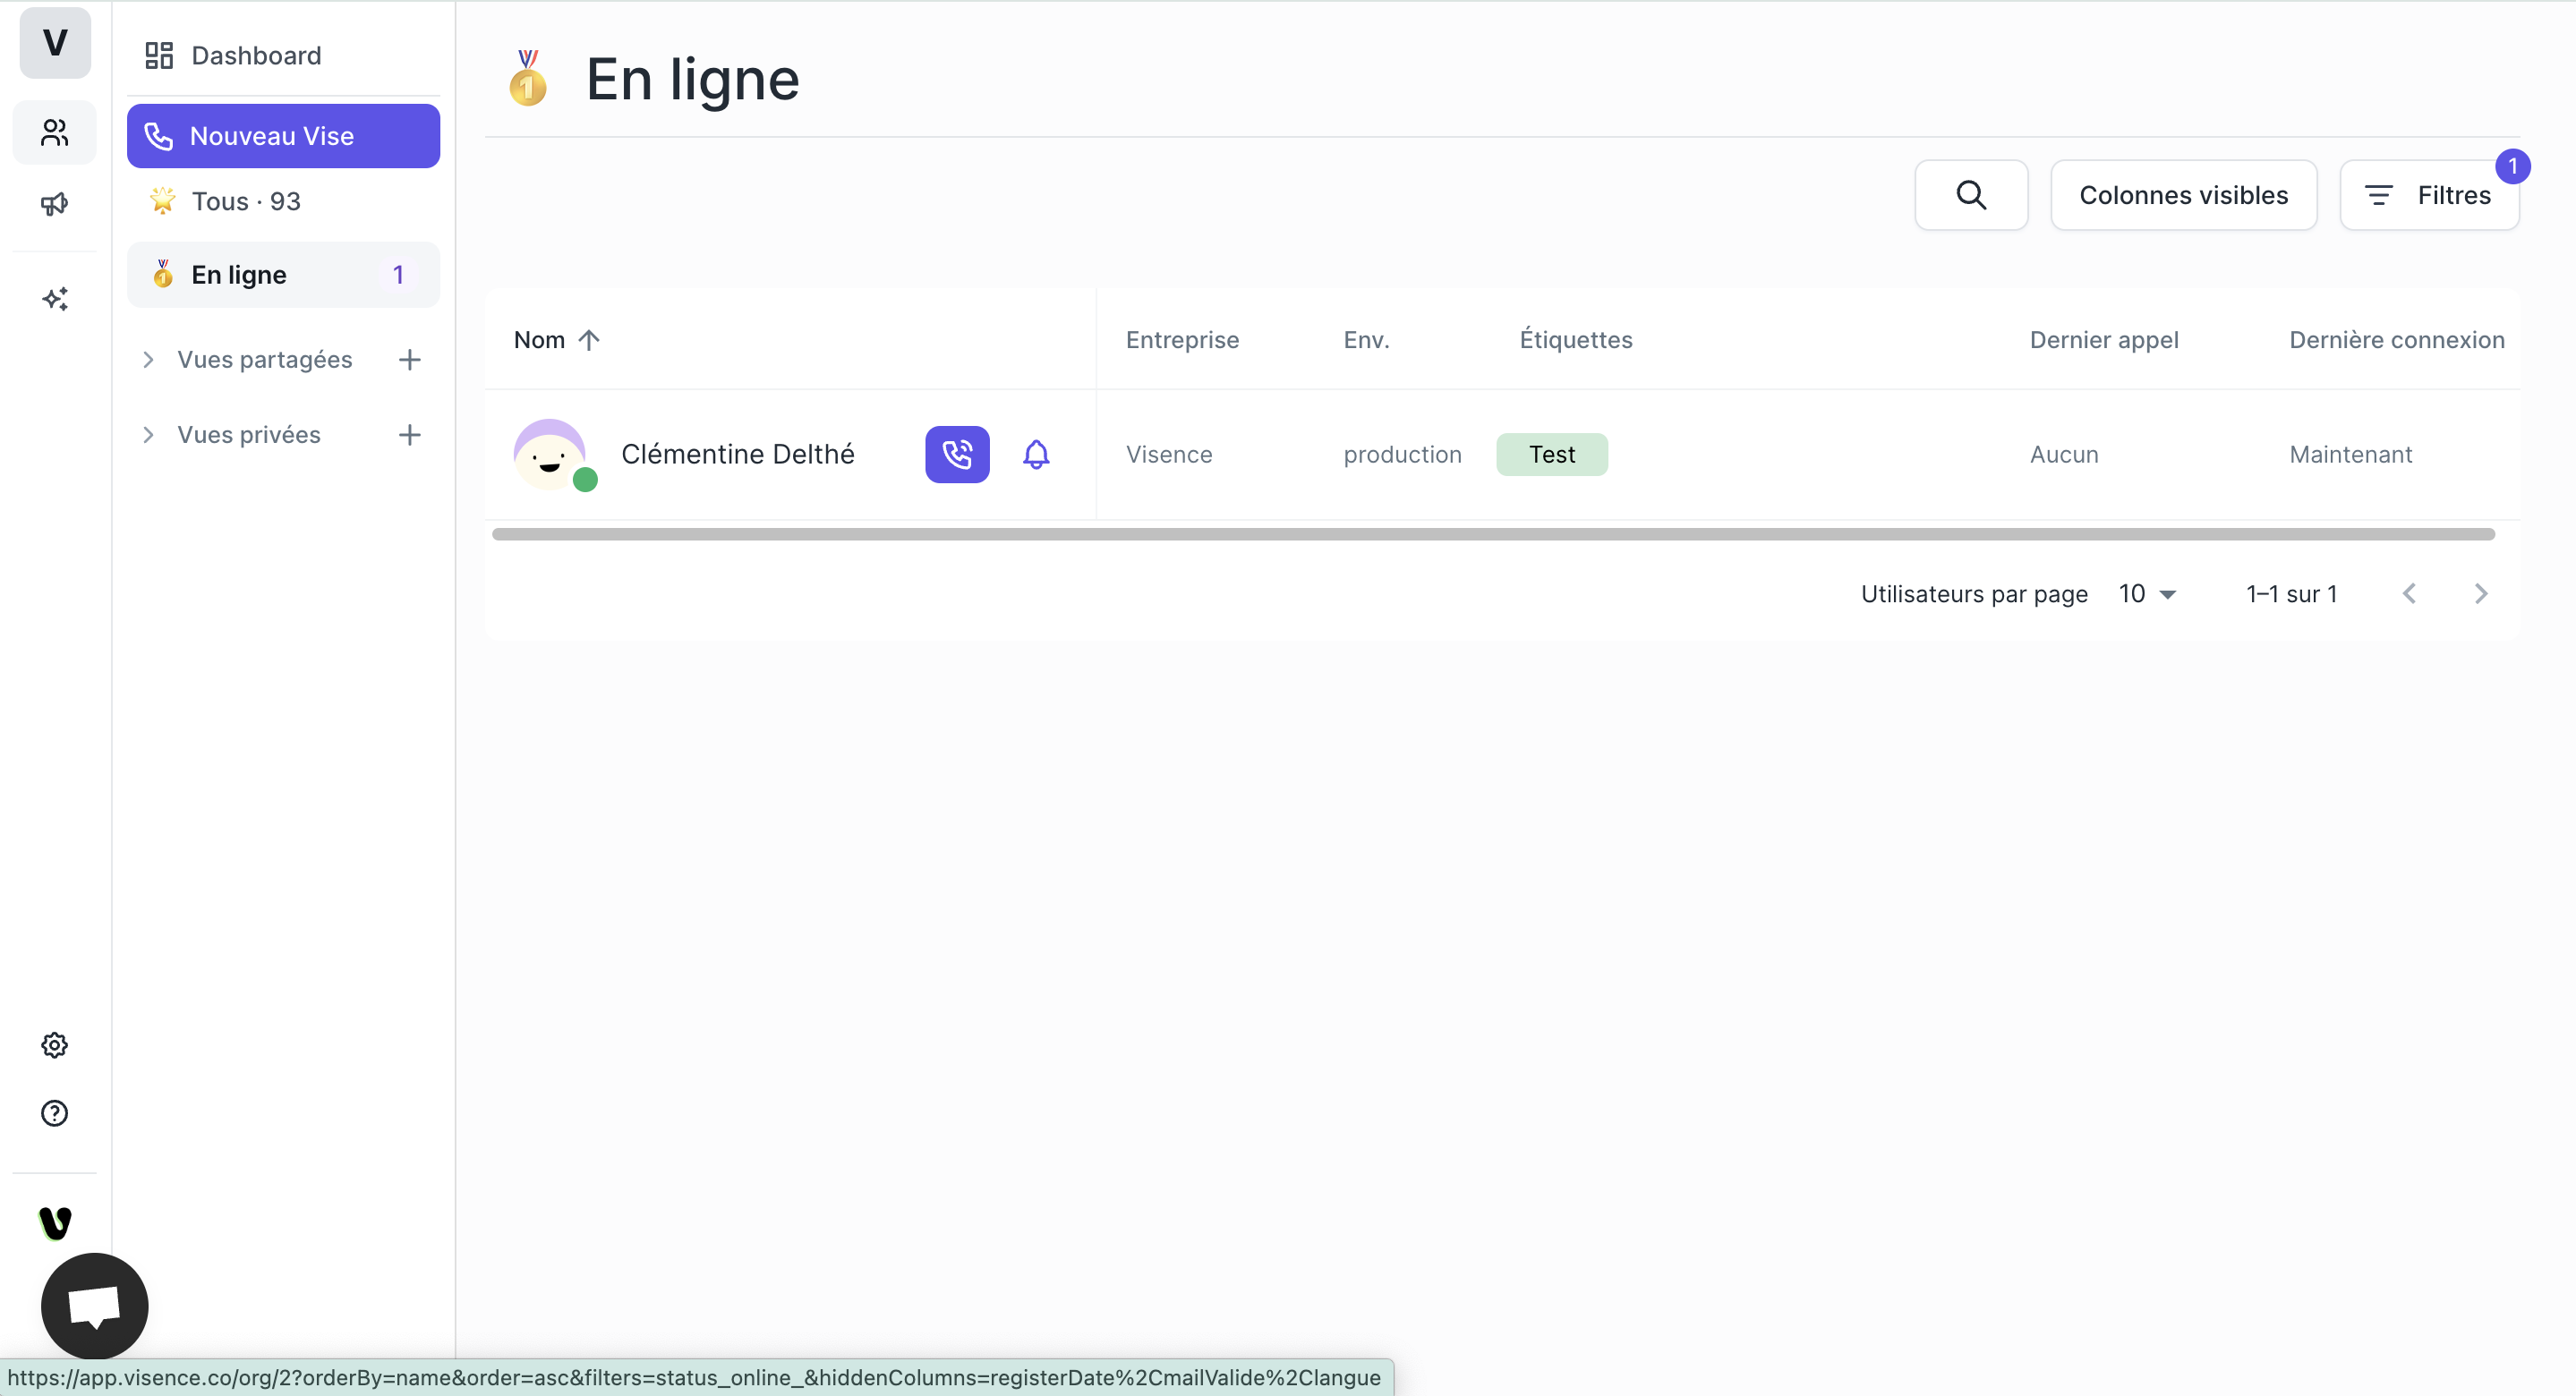 V
Dashboard
Nouveau Vise
Tous · 93
En ligne 1
Vues partagées
Vues privées
En ligne
Colonnes visibles
Filtres 1
Nom Entreprise Env. Étiquettes Dernier appel Dernière connexion
Clémentine Delthé Visence production Test Aucun Maintenant
Utilisateurs par page 10 1–1 sur 1
https://app.visence.co/org/2?orderBy=name&order=asc&filters=status_online_&hiddenColumns=registerDate%2CmailValide%2Clangue